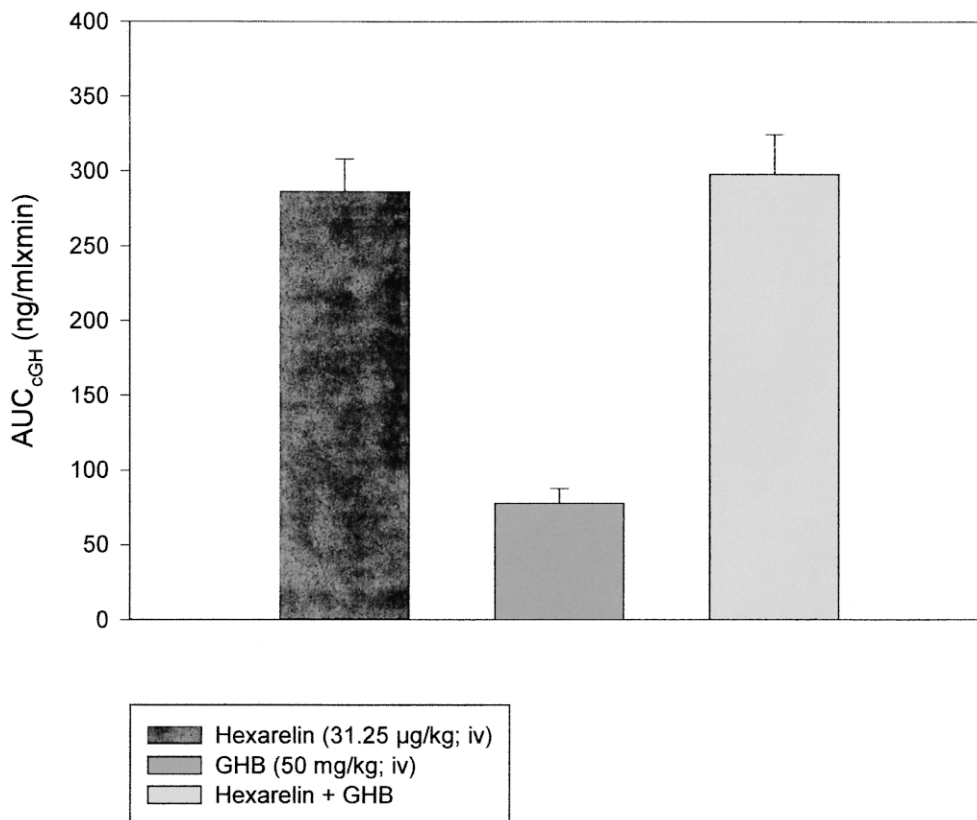 400
350
300
250
200
150
100
50
0
AUC_cGH (ng/mlxmin)
Hexarelin (31.25 µg/kg; iv)
GHB (50 mg/kg; iv)
Hexarelin + GHB